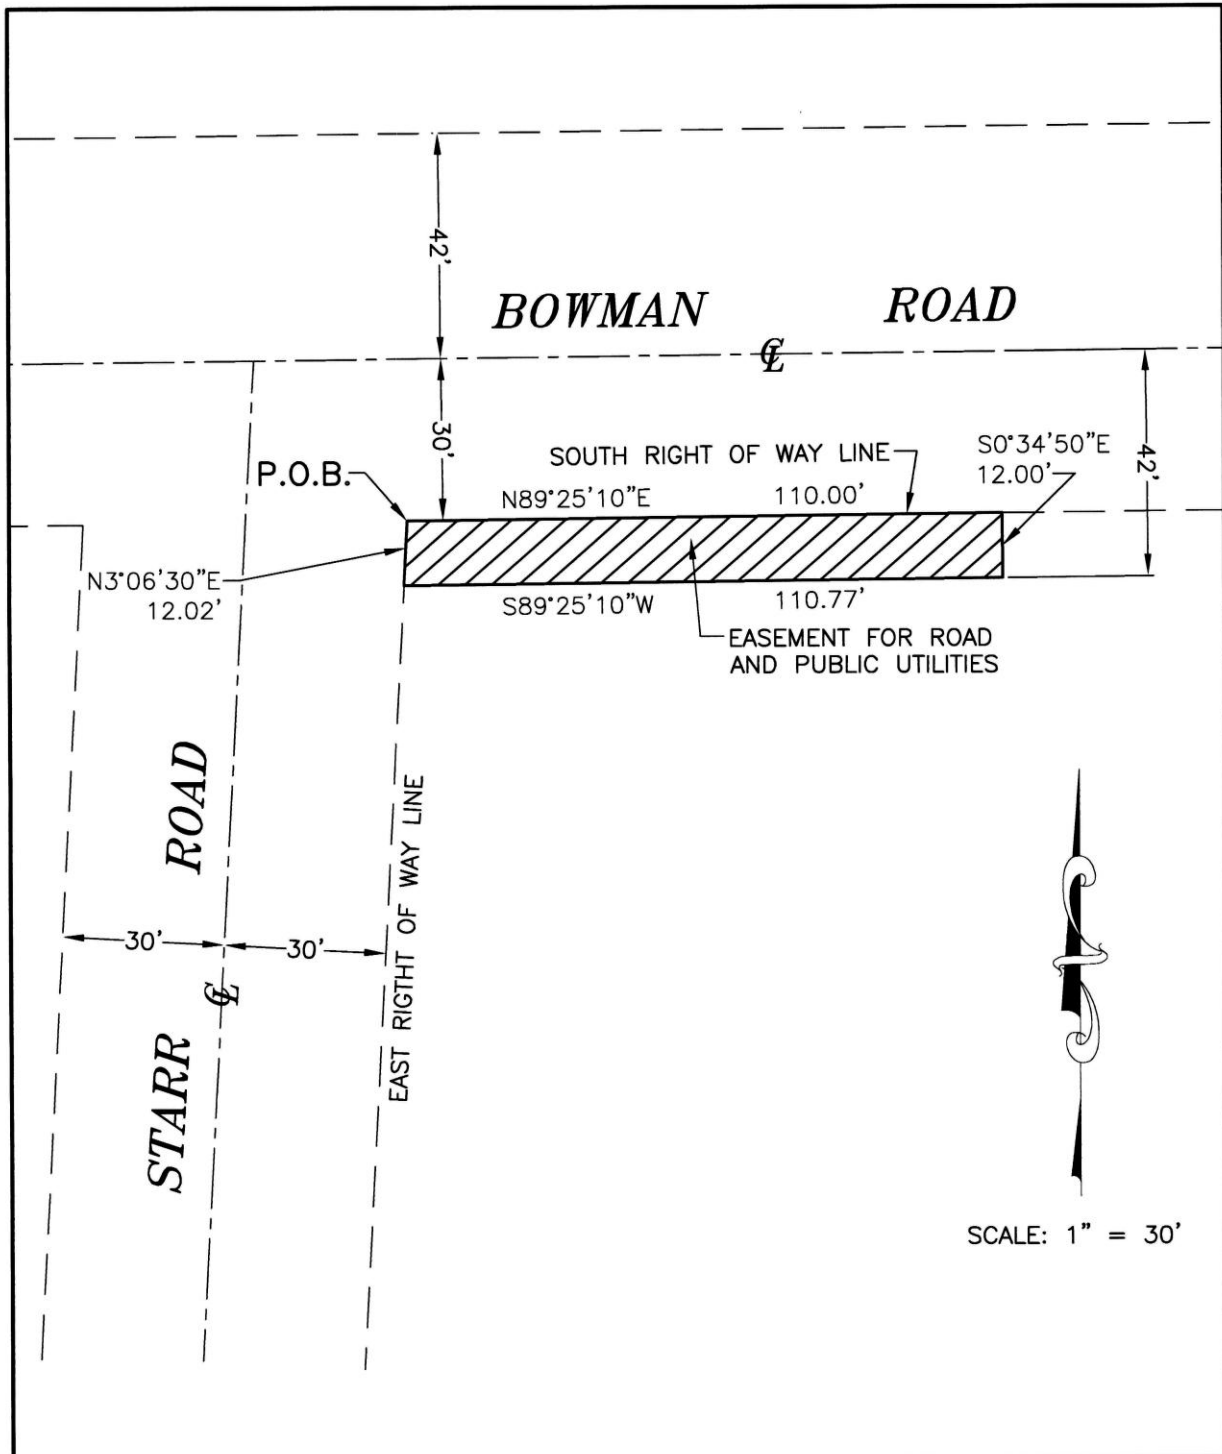 42'
BOWMAN ROAD
℄
30'
42'
SOUTH RIGHT OF WAY LINE
S0°34'50"E
12.00'
P.O.B.
N89°25'10"E 110.00'
N3°06'30"E
12.02'
S89°25'10"W 110.77'
EASEMENT FOR ROAD
AND PUBLIC UTILITIES
STARR ROAD
℄
30'
30'
EAST RIGTHT OF WAY LINE
SCALE: 1" = 30'